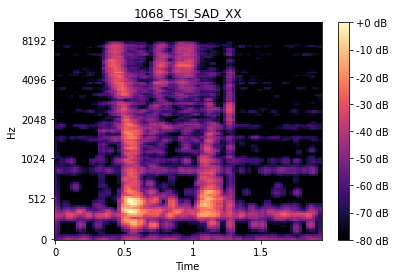 1068_TSI_SAD_XX
+0 dB
8192
-10 dB
4096
-20 dB
-30 dB
2048
-40 dB
Hz
1024
-50 dB
512
-60 dB
-70 dB
0
-80 dB
0 0.5 1 1.5
Time